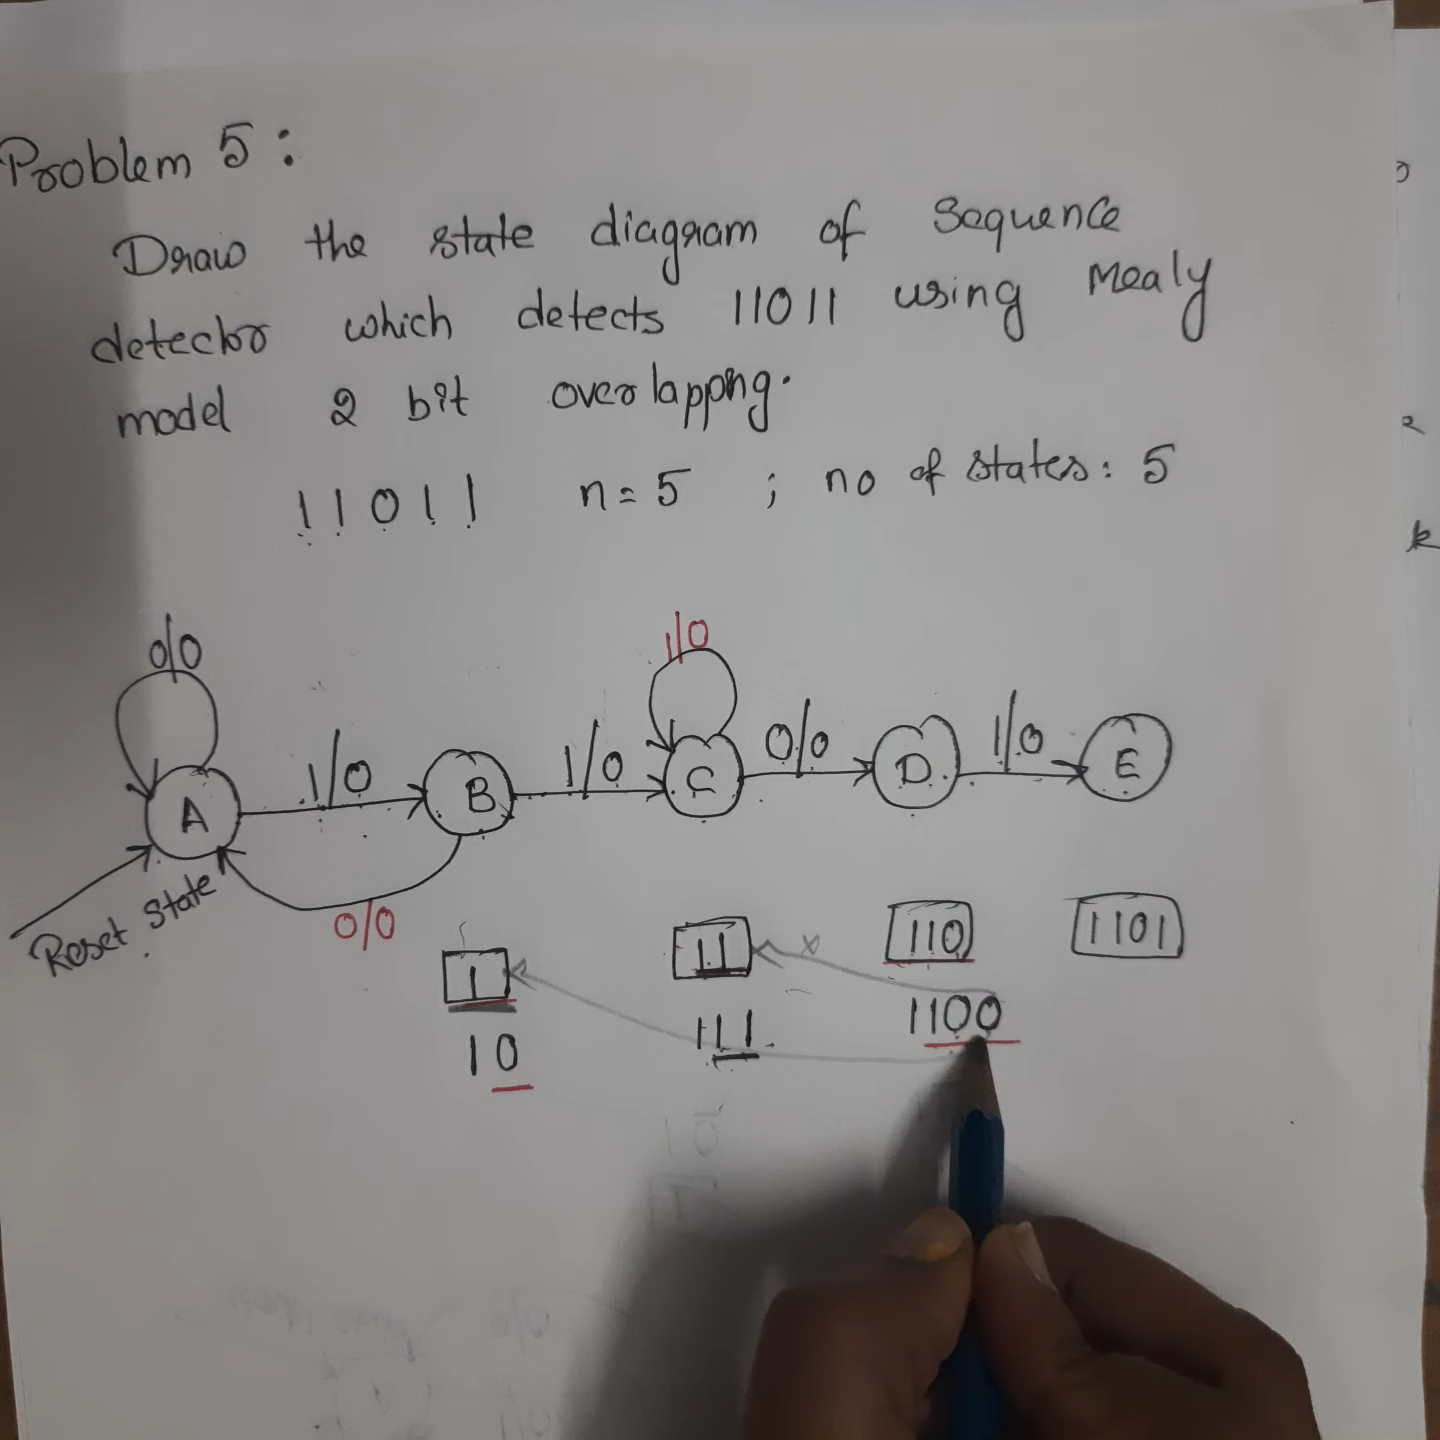 Problem 5 :
Draw the state diagram of Sequence
detector which detects 11011 using Mealy
model 2 bit overlapping.
11011 n = 5 ; no of states : 5
0/0 1/0
1/0 1/0 0/0 1/0
A B C D E
Reset State
0/0
1 11 110 1101
10 111 1100